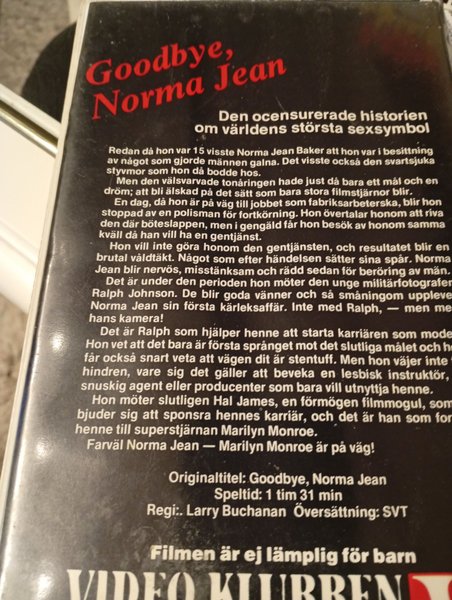 Goodbye,
Norma Jean
Den ocensurerade historien
om världens största sexsymbol
Redan då hon var 15 visste Norma Jean Baker att hon var i besittning
av något som gjorde männen galna. Det visste också den svartsjuka
styvmor som hon då bodde hos.
Men den välsvarvade tonåringen hade just då bara ett mål och en
dröm; att bli älskad på det sätt som bara stora filmstjärnor blir.
En dag, då hon är på väg till jobbet som fabriksarbeterska, blir hon
stoppad av en polisman för fortkörning. Hon övertalar honom att riva
den där böteslappen, men i gengäld får hon besök av honom samma
kväll då han vill ha en gentjänst.
Hon vill inte göra honom den gentjänsten, och resultatet blir en
brutal våldtäkt. Något som efter händelsen sätter sina spår. Norma
Jean blir nervös, misstänksam och rädd sedan för beröring av män.
Det är under den perioden hon möter den unge militärfotografen
Ralph Johnson. De blir goda vänner och så småningom uppleve
Norma Jean sin första kärleksaffär. Inte med Ralph, — men me
hans kamera!
Det är Ralph som hjälper henne att starta karriären som mode
Hon vet att det bara är första språnget mot det slutliga målet och h
får också snart veta att vägen dit är stentuff. Men hon väjer inte
hindren, vare sig det gäller att beveka en lesbisk instruktör,
snuskig agent eller producenter som bara vill utnyttja henne.
Hon möter slutligen Hal James, en förmögen filmmogul, som
bjuder sig att sponsra hennes karriär, och det är han som for
henne till superstjärnan Marilyn Monroe.
Farväl Norma Jean — Marilyn Monroe är på väg!
Originaltitel: Goodbye, Norma Jean
Speltid: 1 tim 31 min
Regi:. Larry Buchanan Översättning: SVT
Filmen är ej lämplig för barn
VIDEO KLUBBEN